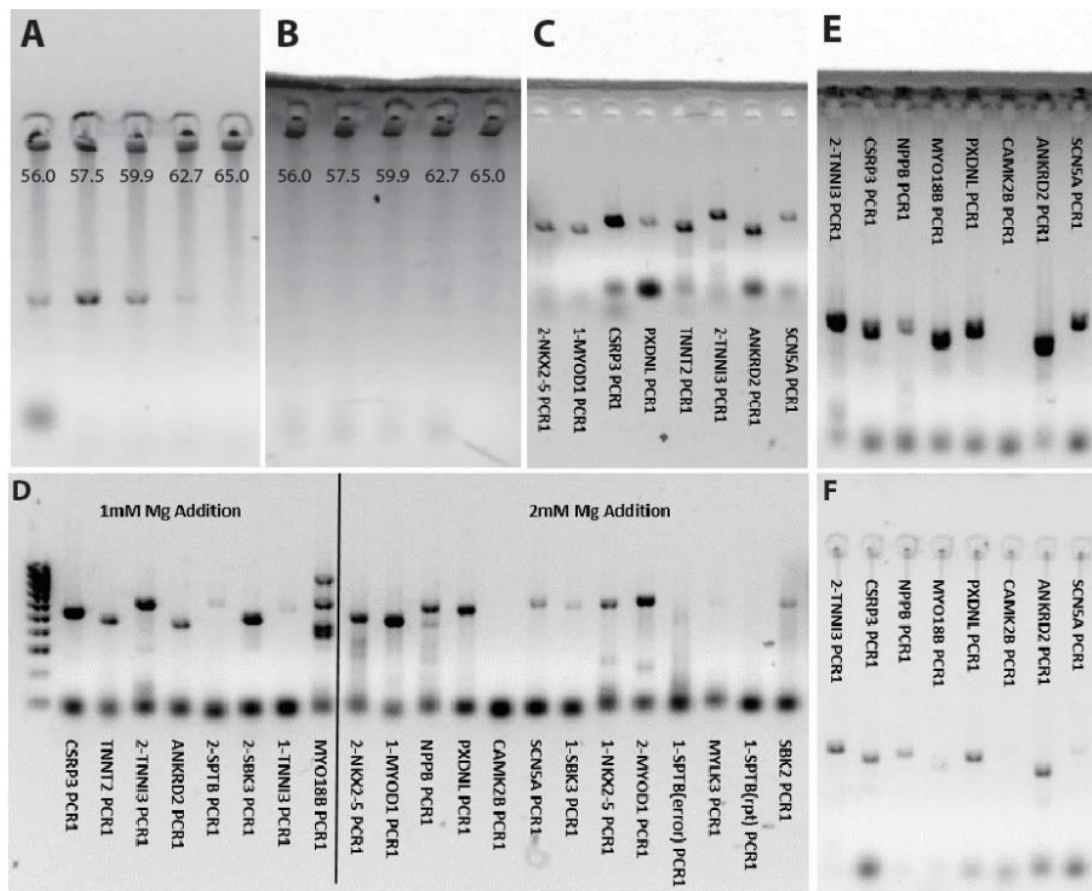 A
56.0 57.5 59.9 62.7 65.0
B
56.0 57.5 59.9 62.7 65.0
C
2-NKX2-5 PCR1
1-MYOD1 PCR1
CSRP3 PCR1
PXDNL PCR1
TNNT2 PCR1
2-TNNI3 PCR1
ANKRD2 PCR1
SCN5A PCR1
E
2-TNNI3 PCR1
CSRP3 PCR1
NPPB PCR1
MYO18B PCR1
PXDNL PCR1
CAMK2B PCR1
ANKRD2 PCR1
SCN5A PCR1
D
1mM Mg Addition
2mM Mg Addition
CSRP3 PCR1
TNNT2 PCR1
2-TNNI3 PCR1
ANKRD2 PCR1
2-SPTB PCR1
2-SBK3 PCR1
1-TNNI3 PCR1
MYO18B PCR1
2-NKX2-5 PCR1
1-MYOD1 PCR1
NPPB PCR1
PXDNL PCR1
CAMK2B PCR1
SCN5A PCR1
1-SBK3 PCR1
1-NKX2-5 PCR1
2-MYOD1 PCR1
1-SPTB(error) PCR1
MYLK3 PCR1
1-SPTB(rpt) PCR1
SBK2 PCR1
F
2-TNNI3 PCR1
CSRP3 PCR1
NPPB PCR1
MYO18B PCR1
PXDNL PCR1
CAMK2B PCR1
ANKRD2 PCR1
SCN5A PCR1